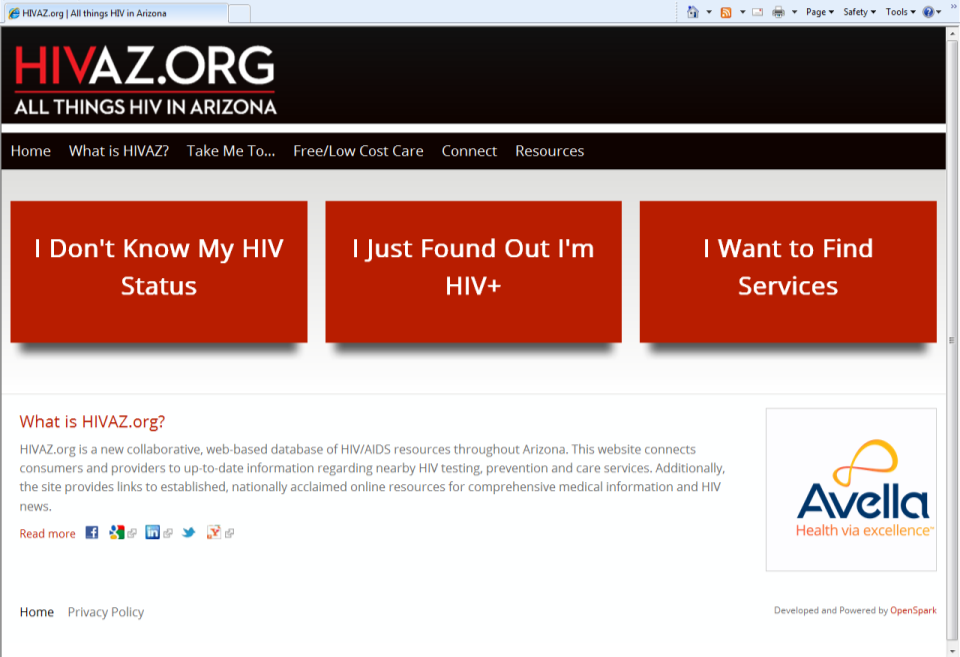 HIVAZ.org | All things HIV in Arizona
Page Safety Tools
HIVAZ.ORG
ALL THINGS HIV IN ARIZONA
Home What is HIVAZ? Take Me To... Free/Low Cost Care Connect Resources
I Don't Know My HIV
Status
I Just Found Out I'm
HIV+
I Want to Find
Services
What is HIVAZ.org?
HIVAZ.org is a new collaborative, web-based database of HIV/AIDS resources throughout Arizona. This website connects
consumers and providers to up-to-date information regarding nearby HIV testing, prevention and care services. Additionally,
the site provides links to established, nationally acclaimed online resources for comprehensive medical information and HIV
news.
Read more
Avella
Health via excellence™
Home Privacy Policy
Developed and Powered by OpenSpark